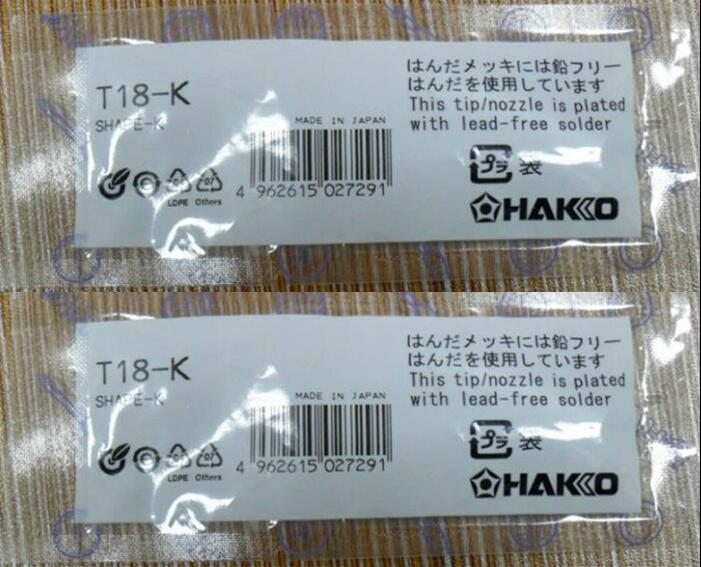 T18-K
SHAPE-K
はんだメッキには鉛フリー
はんだを使用しています
This tip/nozzle is plated
with lead-free solder
MADE IN JAPAN
4 962615 027291
LDPE Others
プラ 袋
HAKKO
T18-K
SHAPE-K
はんだメッキには鉛フリー
はんだを使用しています
This tip/nozzle is plated
with lead-free solder
MADE IN JAPAN
4 962615 027291
LDPE Others
プラ 袋
HAKKO